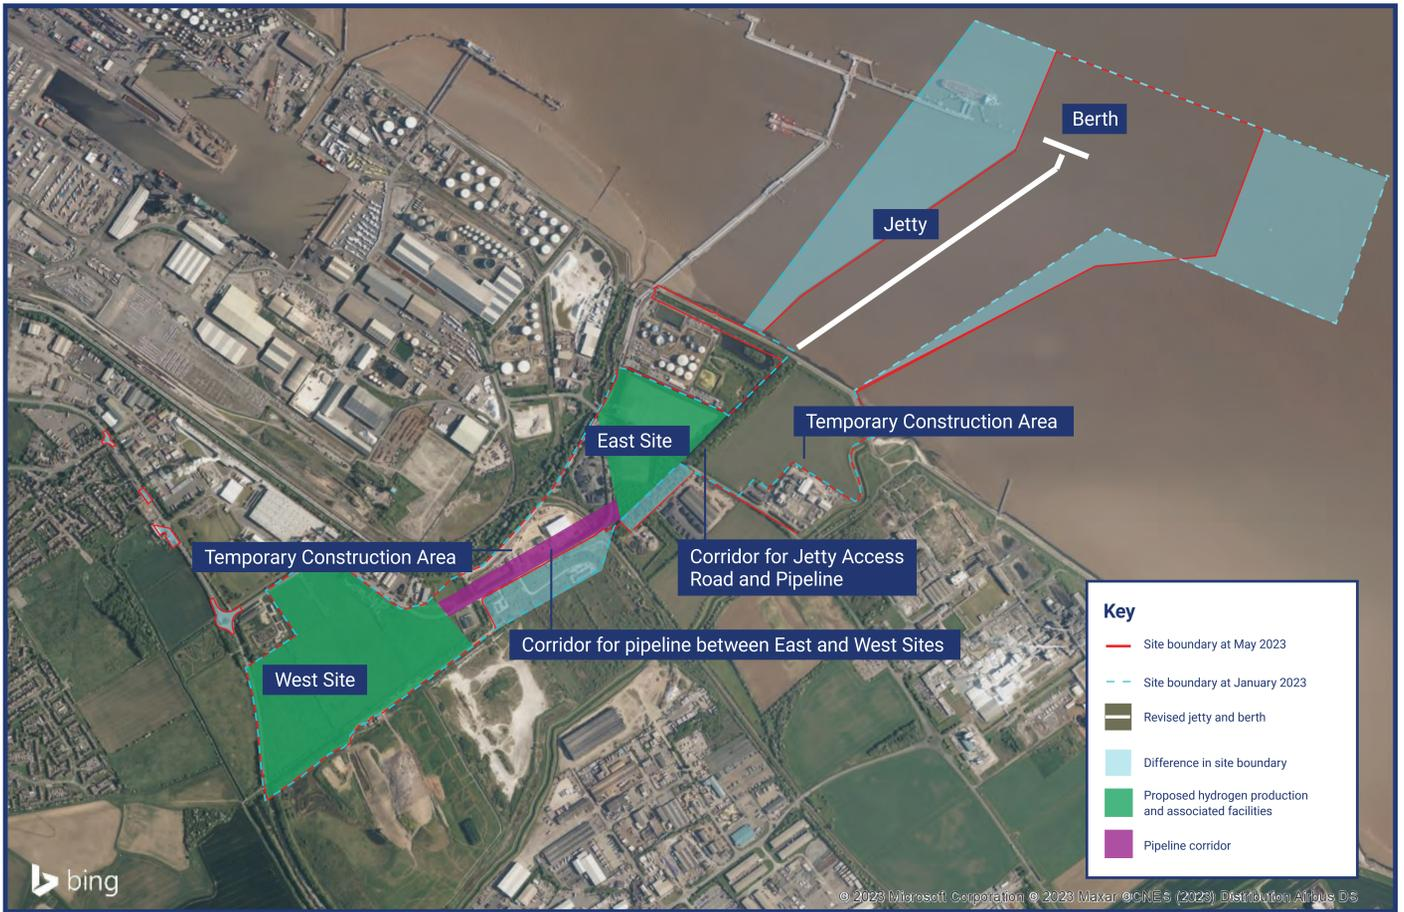 Berth
Jetty
Temporary Construction Area
East Site
Temporary Construction Area
Corridor for Jetty Access
Road and Pipeline
Corridor for pipeline between East and West Sites
West Site
Key
Site boundary at May 2023
Site boundary at January 2023
Revised jetty and berth
Difference in site boundary
Proposed hydrogen production
and associated facilities
Pipeline corridor
bing
© 2023 Microsoft Corporation © 2023 Maxar ©CNES (2023) Distribution Airbus DS